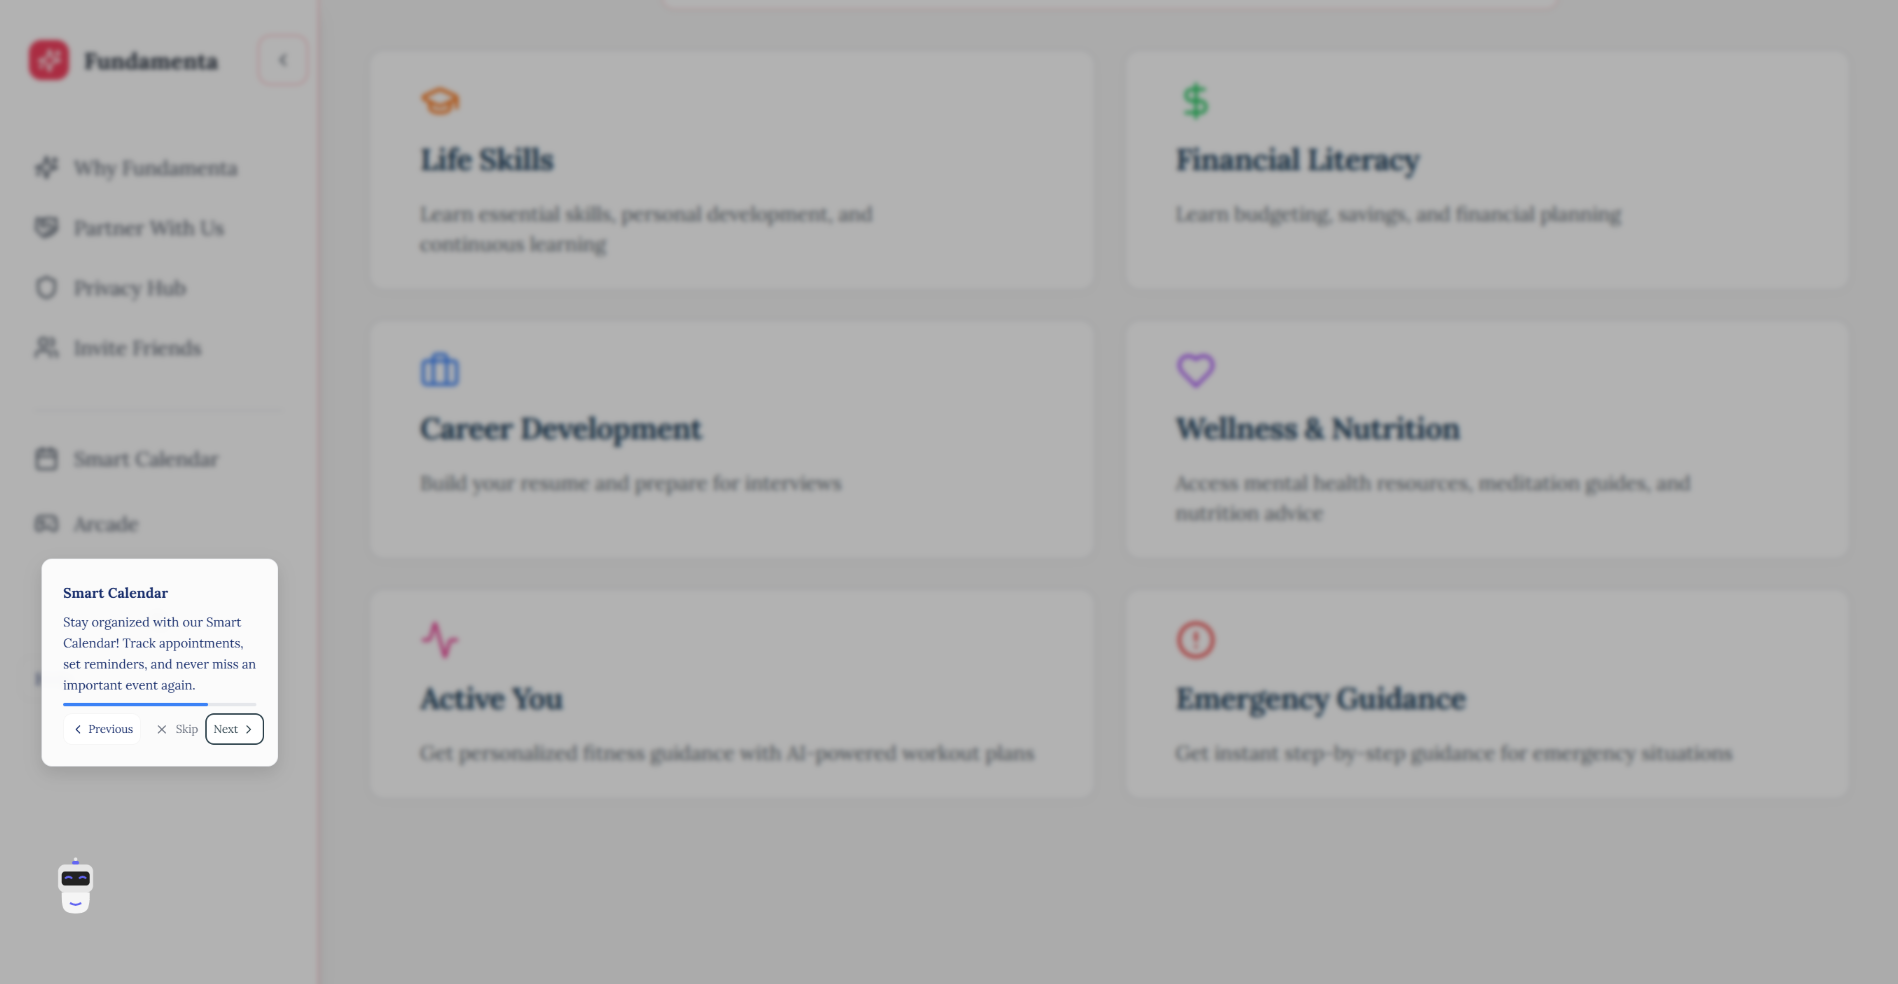 Fundamenta
Why Fundamenta
Partner With Us
Privacy Hub
Invite Friends
Smart Calendar
Arcade
Smart Calendar
Stay organized with our Smart
Calendar! Track appointments,
set reminders, and never miss an
important event again.
Previous
Skip
Next
Life Skills
Learn essential skills, personal development, and
continuous learning
Financial Literacy
Learn budgeting, savings, and financial planning
Career Development
Build your resume and prepare for interviews
Wellness & Nutrition
Access mental health resources, meditation guides, and
nutrition advice
Active You
Get personalized fitness guidance with AI-powered workout plans
Emergency Guidance
Get instant step-by-step guidance for emergency situations